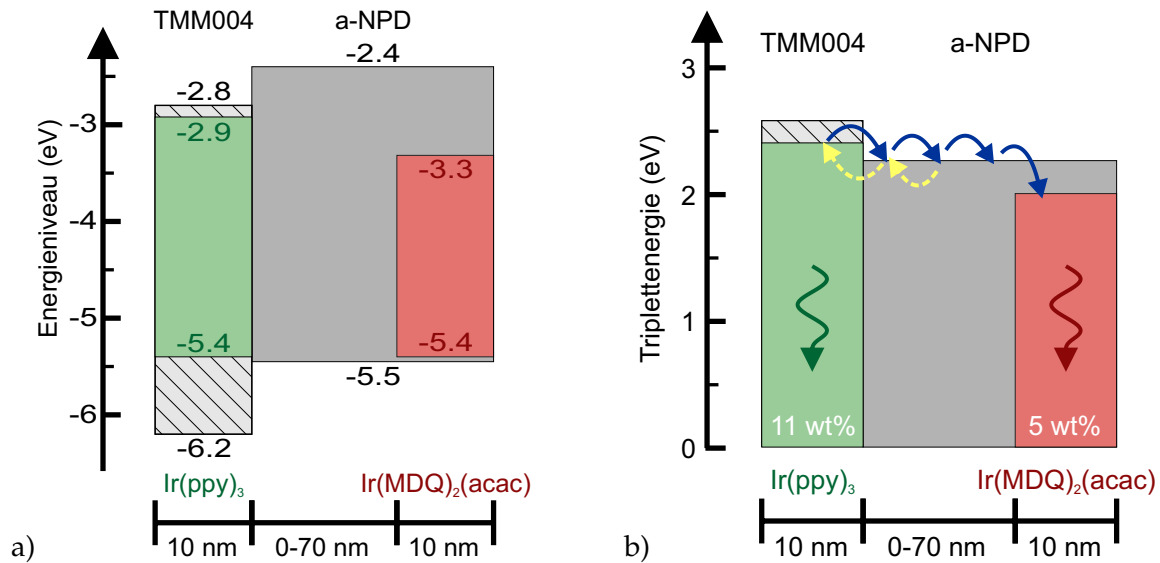 a)
TMM004 a-NPD
Energieniveau (eV)
-3
-4
-5
-6
-2.4
-2.8
-2.9
-3.3
-5.4
-5.4
-5.5
-6.2
Ir(ppy)₃ Ir(MDQ)₂(acac)
10 nm 0-70 nm 10 nm
b)
TMM004 a-NPD
Triplettenergie (eV)
3
2
1
0
11 wt% 5 wt%
Ir(ppy)₃ Ir(MDQ)₂(acac)
10 nm 0-70 nm 10 nm